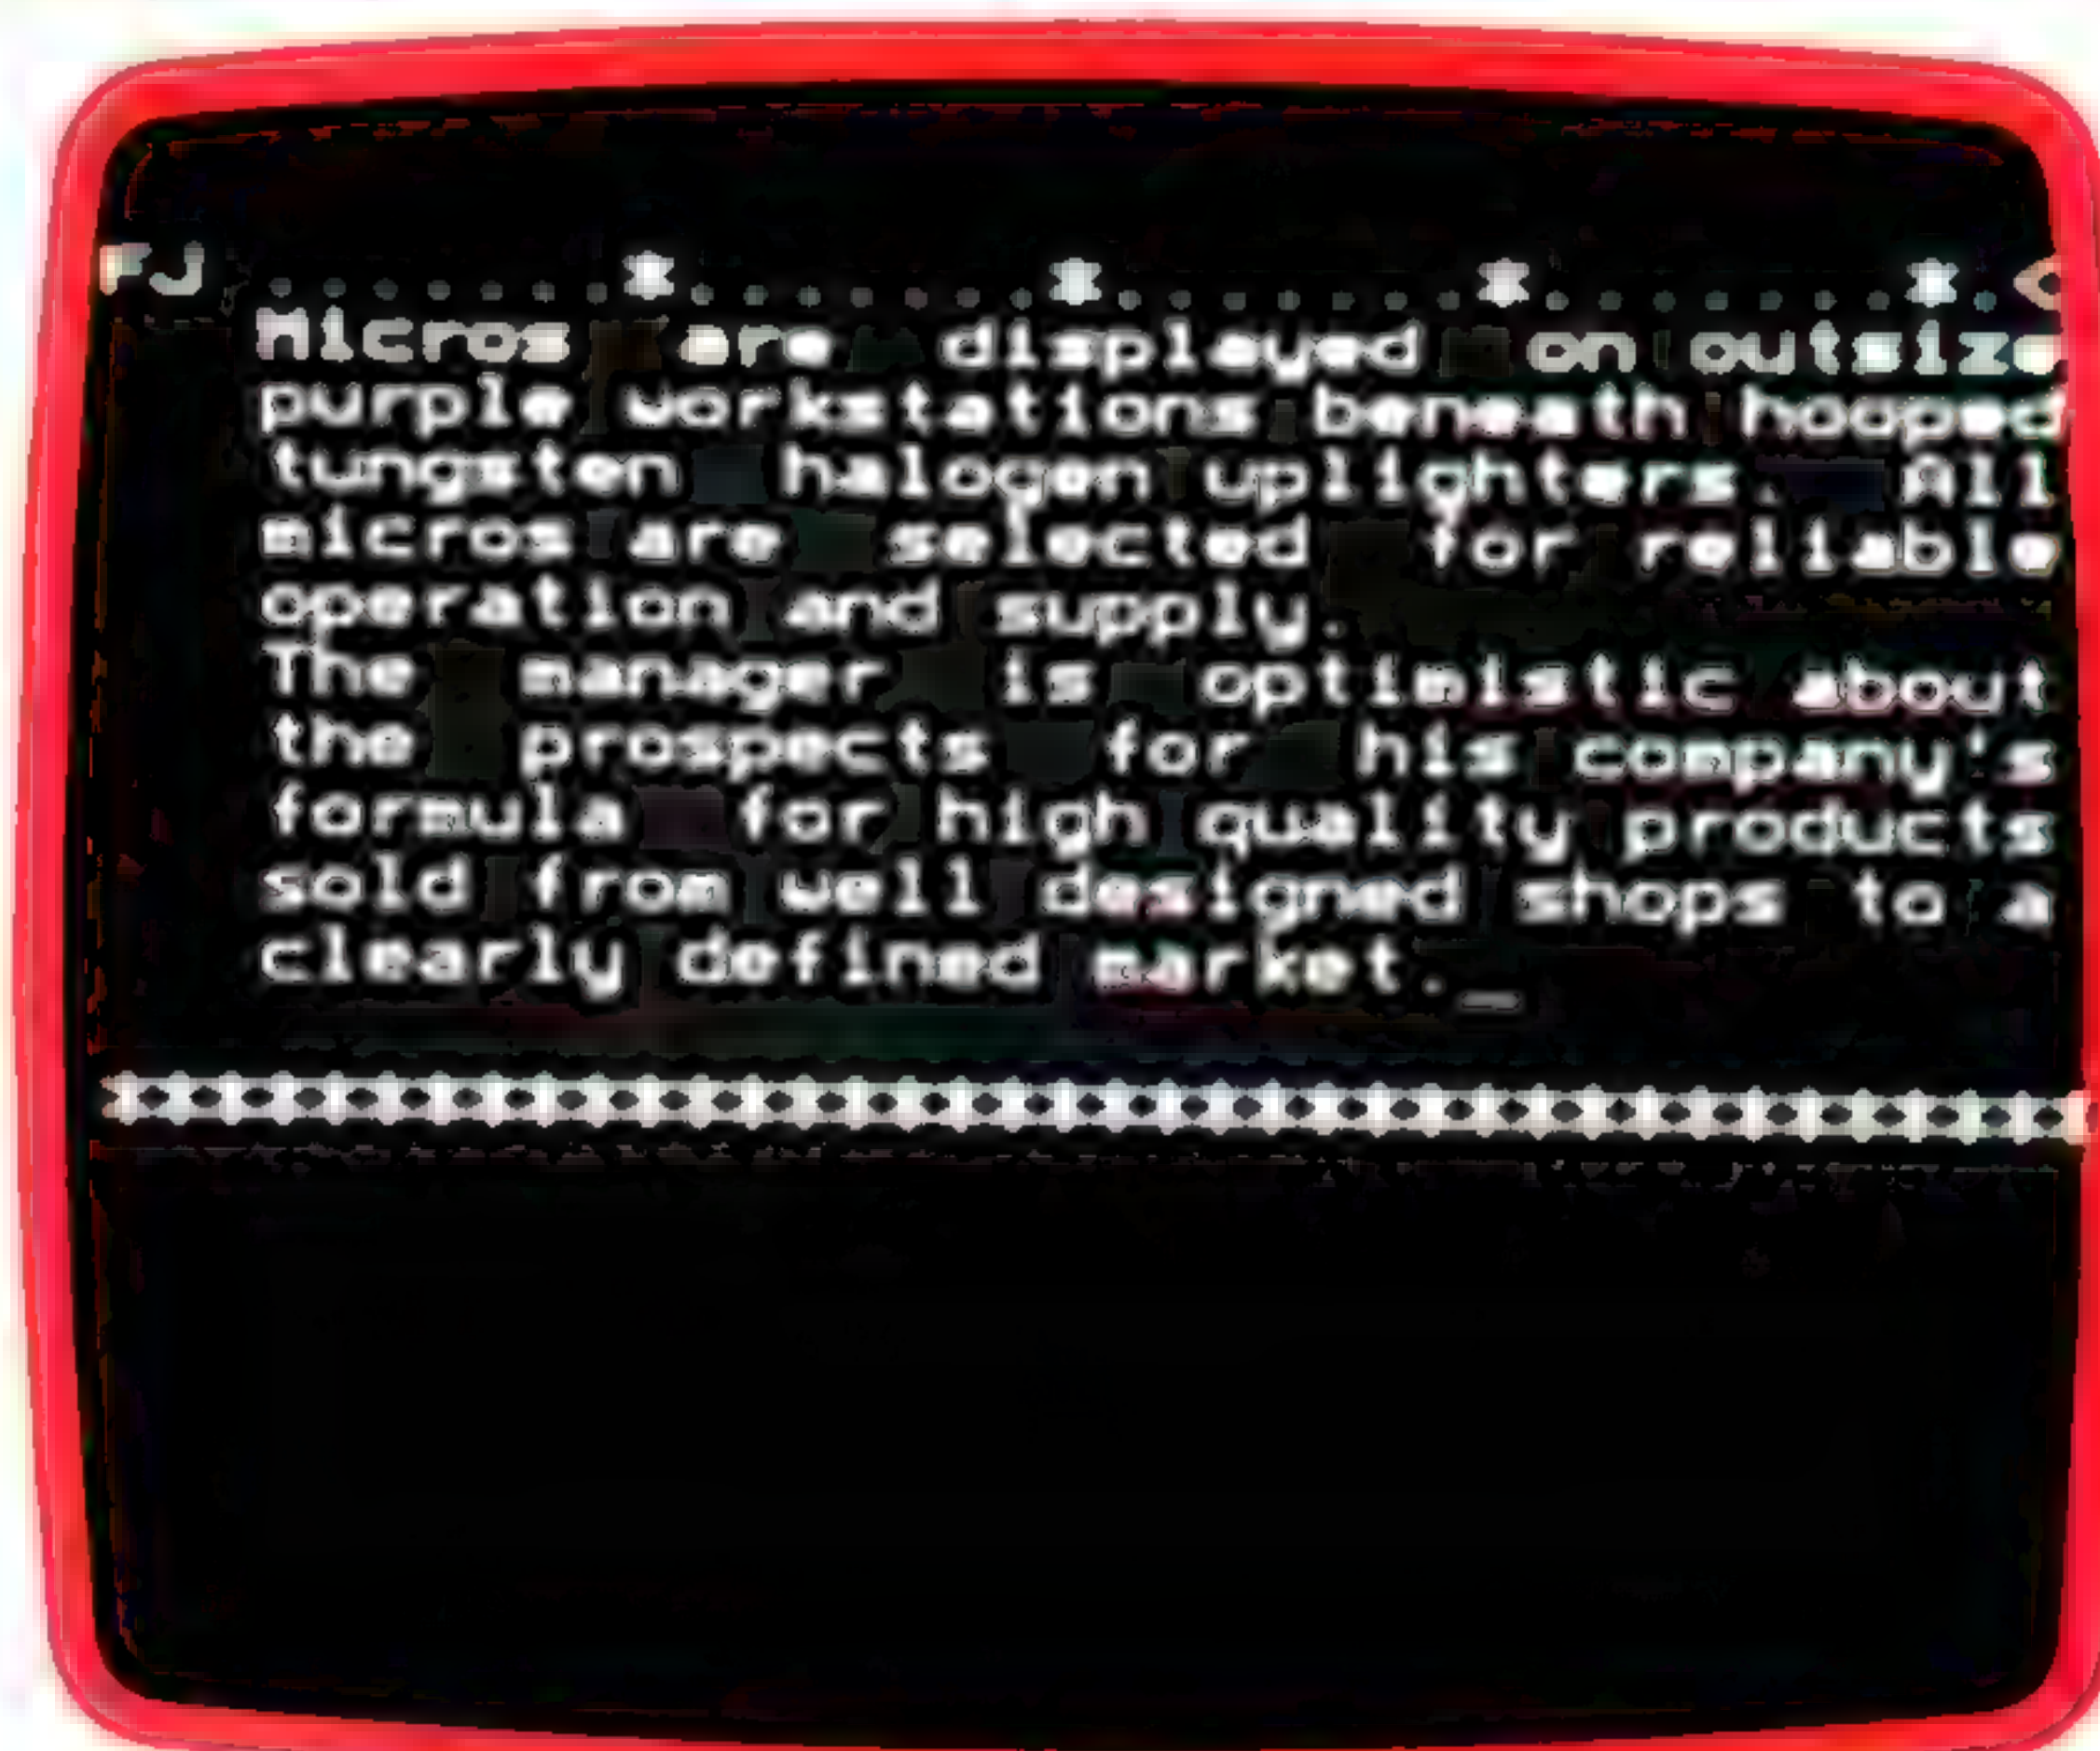 FJ .......*.......*.......*.......*.<
Micros are displayed on outsize
purple workstations beneath hooped
tungsten halogen uplighters. All
micros are selected for reliable
operation and supply.
The manager is optimistic about
the prospects for his company's
formula for high quality products
sold from well designed shops to a
clearly defined market._